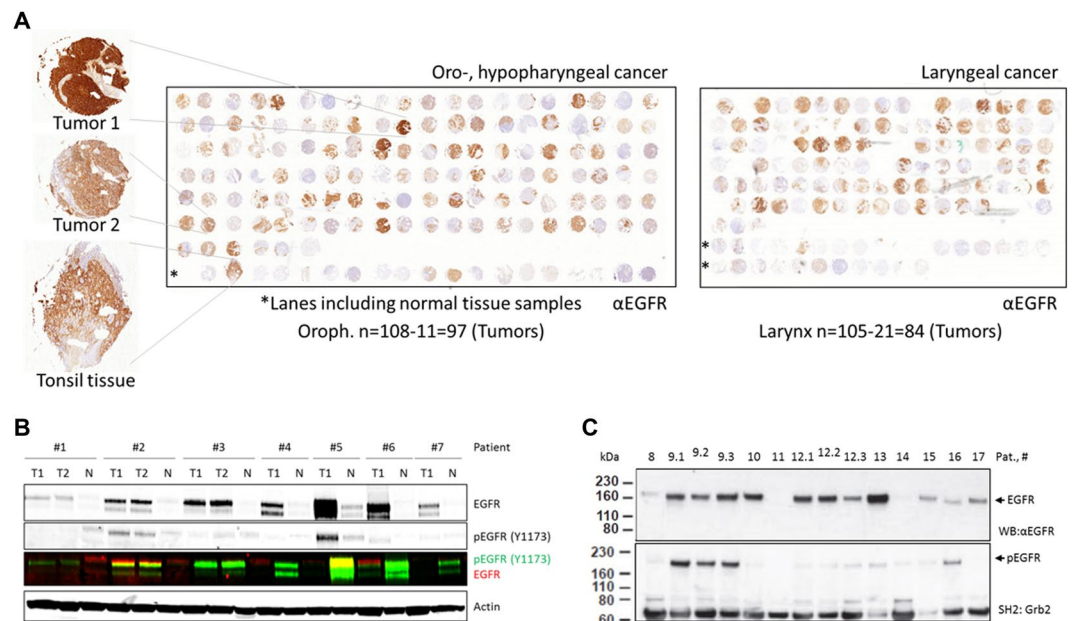 A
Oro-, hypopharyngeal cancer
Laryngeal cancer
Tumor 1
Tumor 2
Tonsil tissue
*
*
*
*Lanes including normal tissue samples αEGFR
Oroph. n=108-11=97 (Tumors)
αEGFR
Larynx n=105-21=84 (Tumors)
B
#1 #2 #3 #4 #5 #6 #7 Patient
T1 T2 N T1 T2 N T1 T2 N T1 N T1 N T1 N T1 N
EGFR
pEGFR (Y1173)
pEGFR (Y1173)
EGFR
Actin
C
kDa 8 9.1 9.2 9.3 10 11 12.1 12.2 12.3 13 14 15 16 17 Pat., #
230
160
110
80
EGFR
WB:αEGFR
230
160
110
80
60
pEGFR
SH2: Grb2